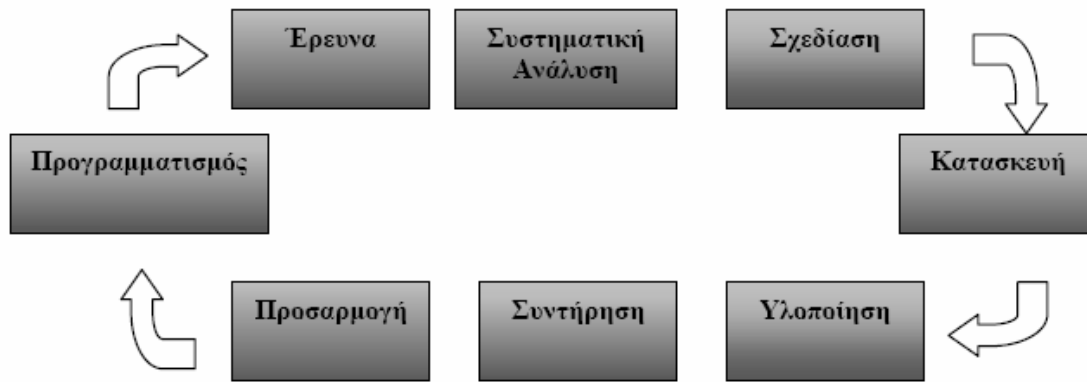 Έρευνα
Συστηματική
Ανάλυση
Σχεδίαση
Προγραμματισμός
Κατασκευή
Προσαρμογή
Συντήρηση
Υλοποίηση